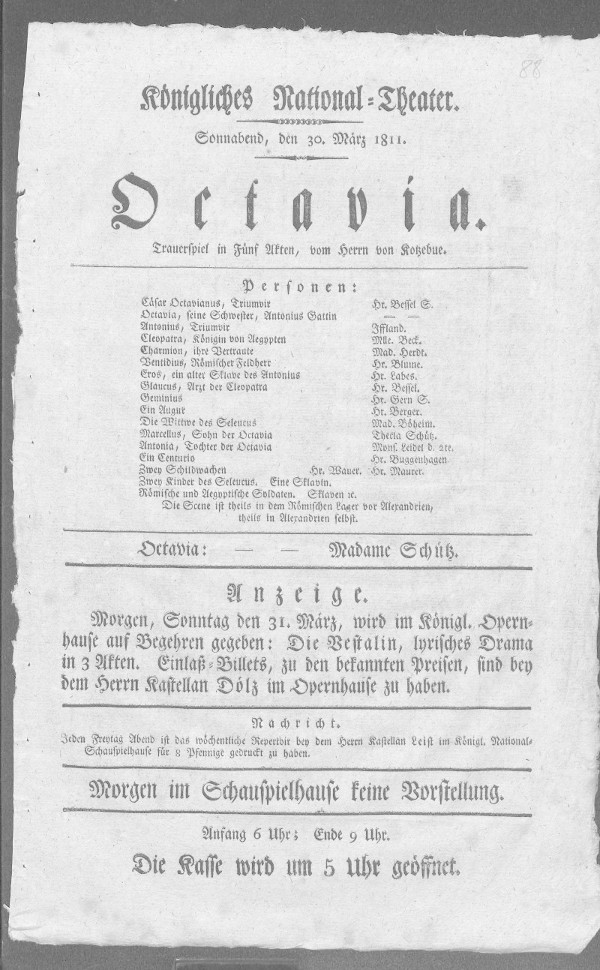 88
Königliches National-Theater.
Sonnabend, den 30. März 1811.
Octavia.
Trauerspiel in Fünf Akten, vom Herrn von Kotzebue.
Personen:
Cäsar Octavianus, Triumvir Hr. Bessel S.
Octavia, seine Schwester, Antonius Gattin — —
Antonius, Triumvir Iffland.
Cleopatra, Königin von Aegypten Mlle. Beck.
Charmion, ihre Vertraute Mad. Herdt.
Ventidius, Römischer Feldherr Hr. Blume.
Eros, ein alter Sklave des Antonius Hr. Labes.
Glaucus, Arzt der Cleopatra Hr. Bessel.
Geminius Hr. Gern S.
Ein Augur Hr. Berger.
Die Wittwe des Seleucus Mad. Böheim.
Marcellus, Sohn der Octavia Thecla Schütz.
Antonia, Tochter der Octavia Mons. Leidel d. 2te.
Ein Centurio Hr. Buggenhagen
Zwey Schildwachen Hr. Wauer. Hr. Maurer.
Zwey Kinder des Seleucus. Eine Sklavin.
Römische und Aegyptische Soldaten. Sklaven ꝛc.
Die Scene ist theils in dem Römischen Lager vor Alexandrien,
theils in Alexandrien selbst.
Octavia: — — Madame Schütz.
Anzeige.
Morgen, Sonntag den 31. März, wird im Königl. Opern-
hause auf Begehren gegeben: Die Vestalin, lyrisches Drama
in 3 Akten. Einlaß-Billets, zu den bekannten Preisen, sind bey
dem Herrn Kastellan Dölz im Opernhause zu haben.
Nachricht.
Jeden Freytag Abend ist das wöchentliche Repertoir bey dem Herrn Kastellan Leist im Königl. National-
Schauspielhause für 8 Pfennige gedruckt zu haben.
Morgen im Schauspielhause keine Vorstellung.
Anfang 6 Uhr; Ende 9 Uhr.
Die Kasse wird um 5 Uhr geöffnet.